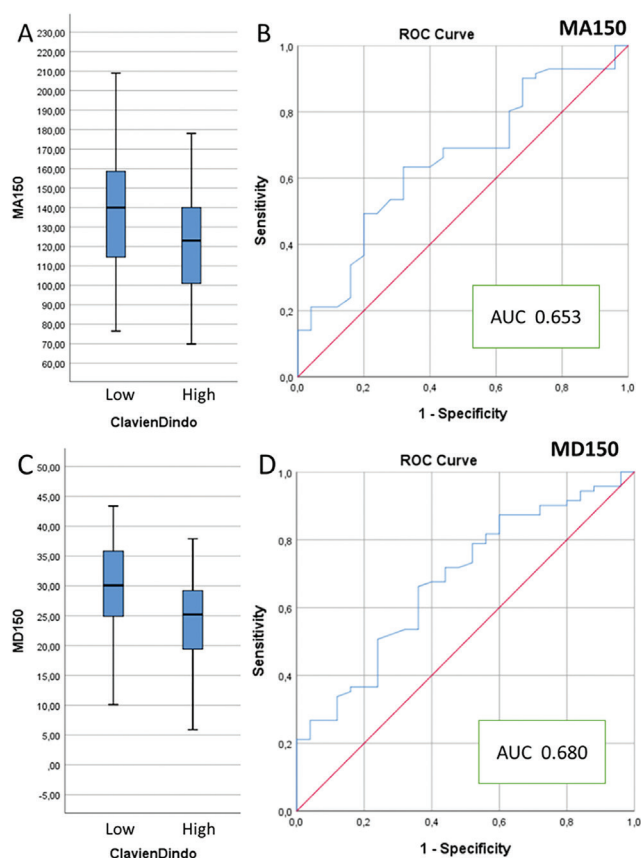 A
230,00
220,00
210,00
200,00
190,00
180,00
170,00
160,00
150,00
140,00
130,00
120,00
110,00
100,00
90,00
80,00
70,00
60,00
MA150
Low High
ClavienDindo
B
ROC Curve
MA150
1,0
0,8
0,6
0,4
0,2
0,0
Sensitivity
AUC 0.653
0,0 0,2 0,4 0,6 0,8 1,0
1 - Specificity
C
50,00
45,00
40,00
35,00
30,00
25,00
20,00
15,00
10,00
5,00
,00
-5,00
MD150
Low High
ClavienDindo
D
ROC Curve
MD150
1,0
0,8
0,6
0,4
0,2
0,0
Sensitivity
AUC 0.680
0,0 0,2 0,4 0,6 0,8 1,0
1 - Specificity